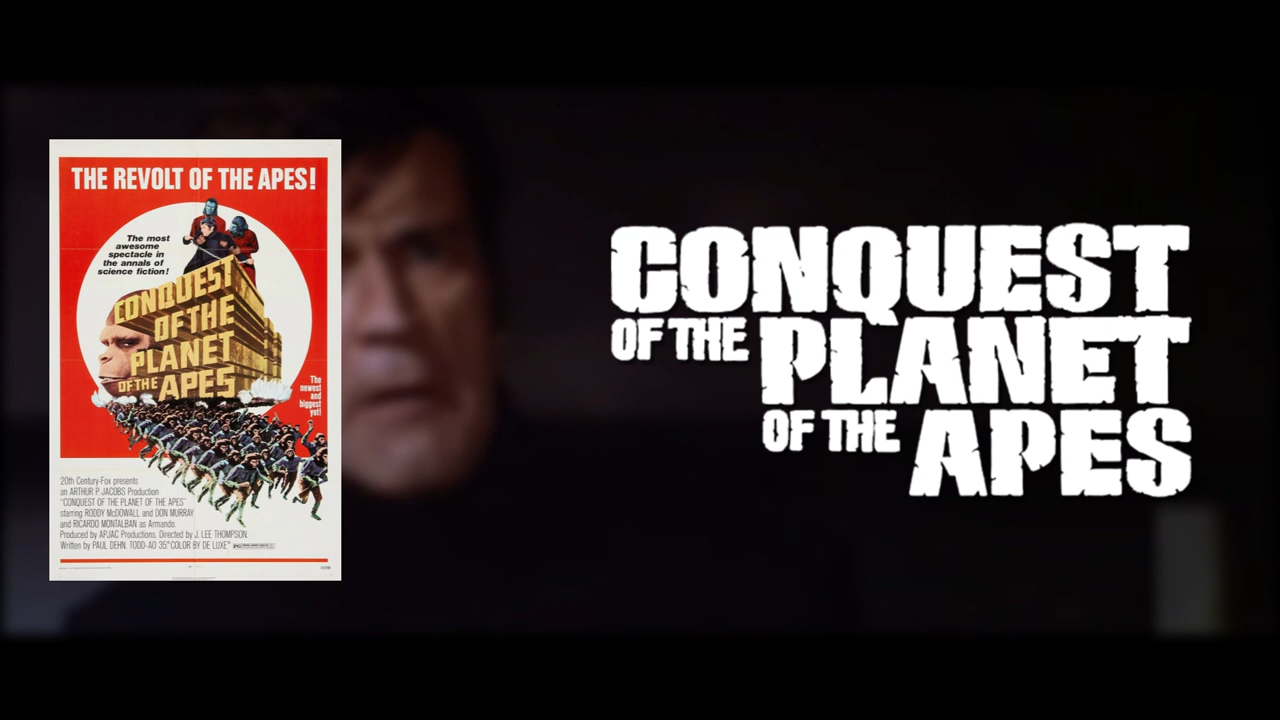 THE REVOLT OF THE APES!
The most
awesome
spectacle in
the annals of
science fiction!
CONQUEST
OF THE
PLANET
OF THE APES
The
newest
and
biggest
yet!
20th Century-Fox presents
an ARTHUR P. JACOBS Production
"CONQUEST OF THE PLANET OF THE APES"
starring RODDY McDOWALL and DON MURRAY
and RICARDO MONTALBAN as Armando.
Produced by APJAC Productions. Directed by J. LEE THOMPSON.
Written by PAUL DEHN. TODD-AO 35. COLOR BY DE LUXE® PG
CONQUEST
OF THE PLANET
OF THE APES